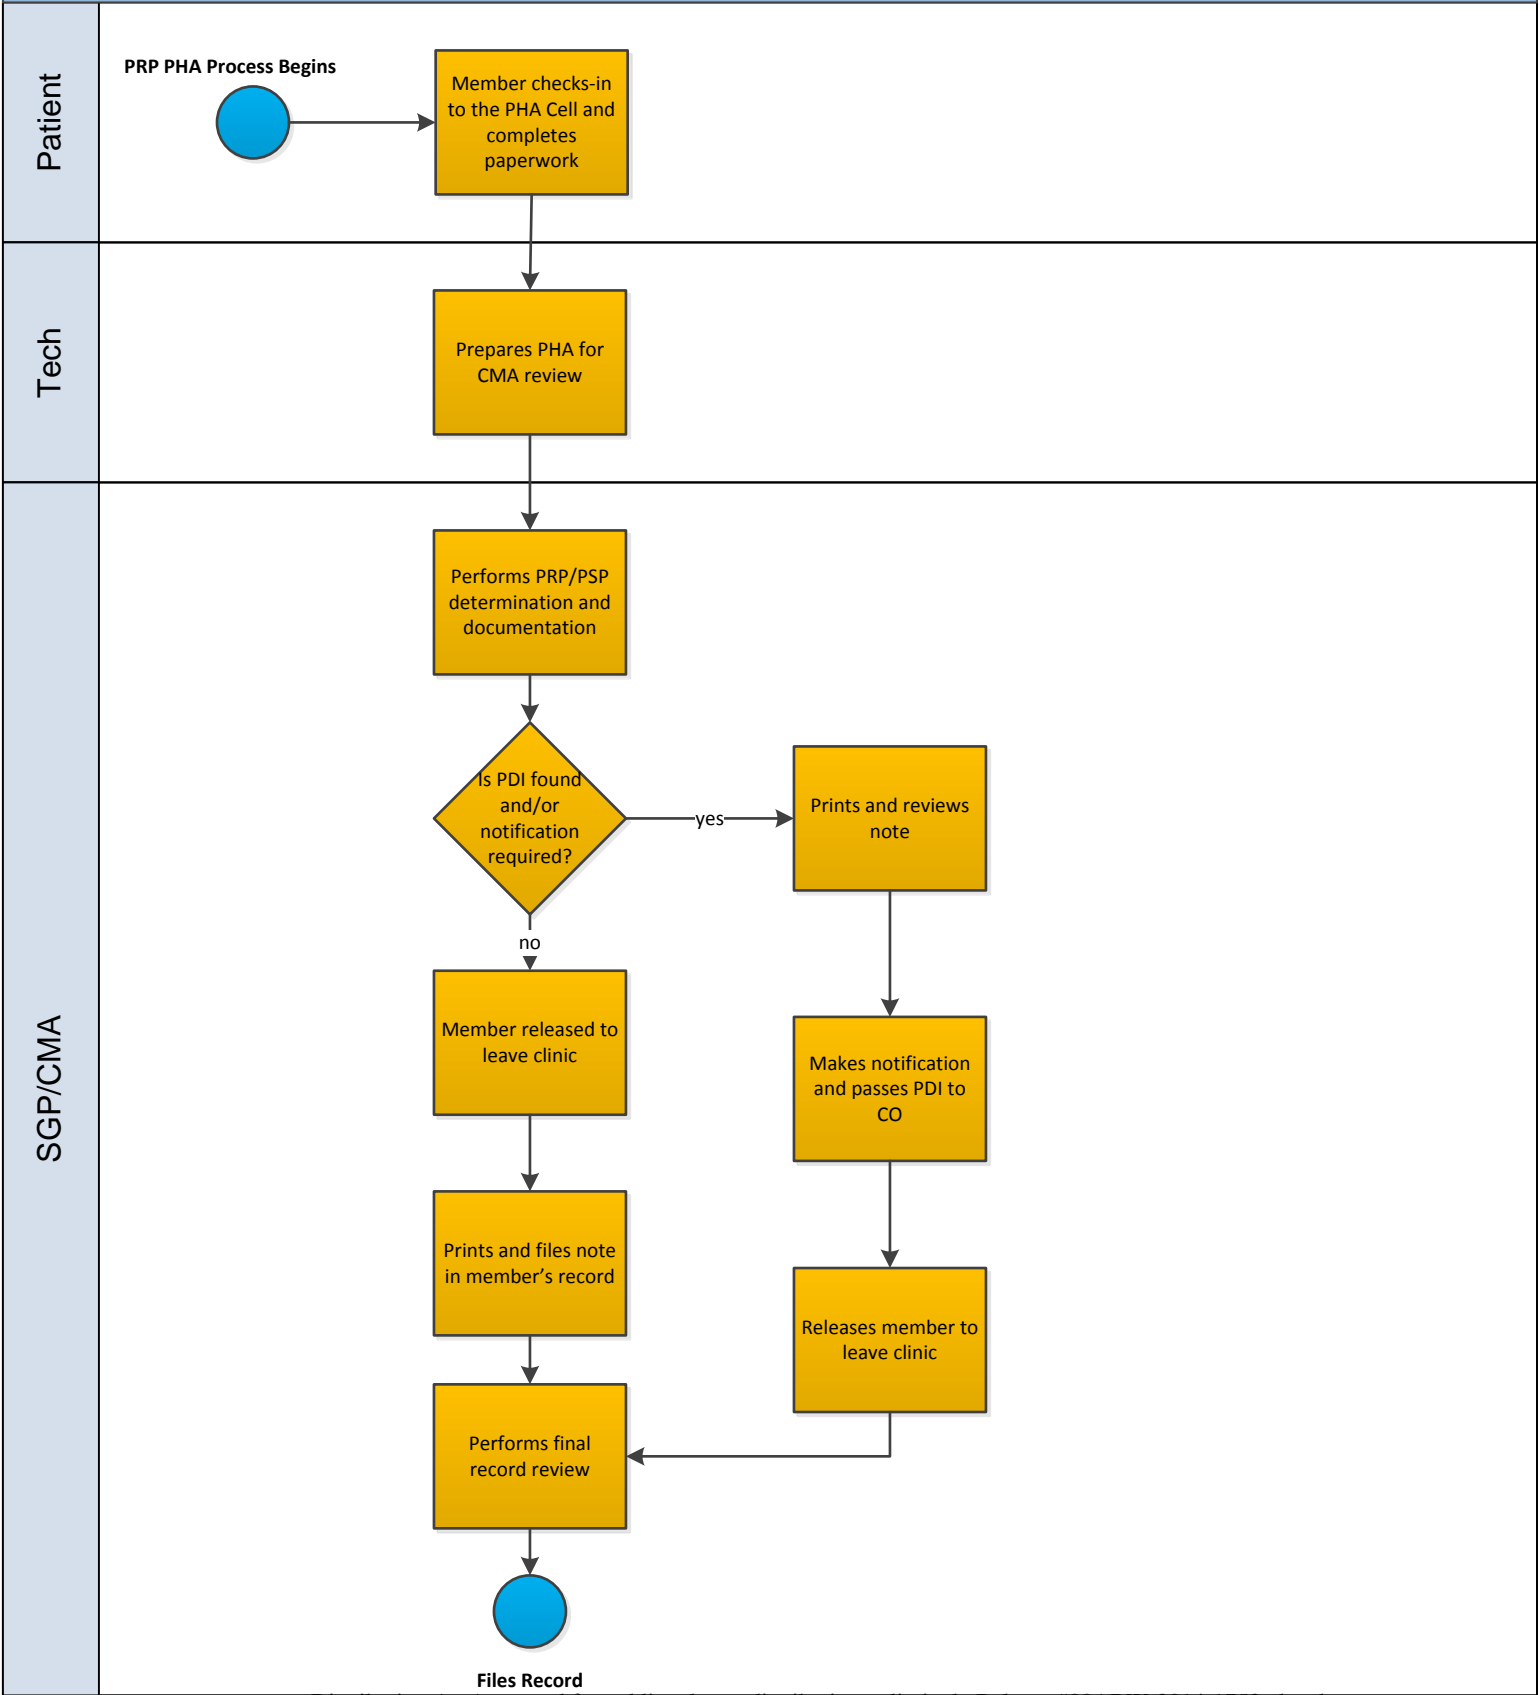 Patient
PRP PHA Process Begins
Member checks-in
to the PHA Cell and
completes
paperwork
Tech
Prepares PHA for
CMA review
SGP/CMA
Performs PRP/PSP
determination and
documentation
Is PDI found
and/or
notification
required?
yes
Prints and reviews
note
no
Member released to
leave clinic
Makes notification
and passes PDI to
CO
Prints and files note
in member’s record
Releases member to
leave clinic
Performs final
record review
Files Record